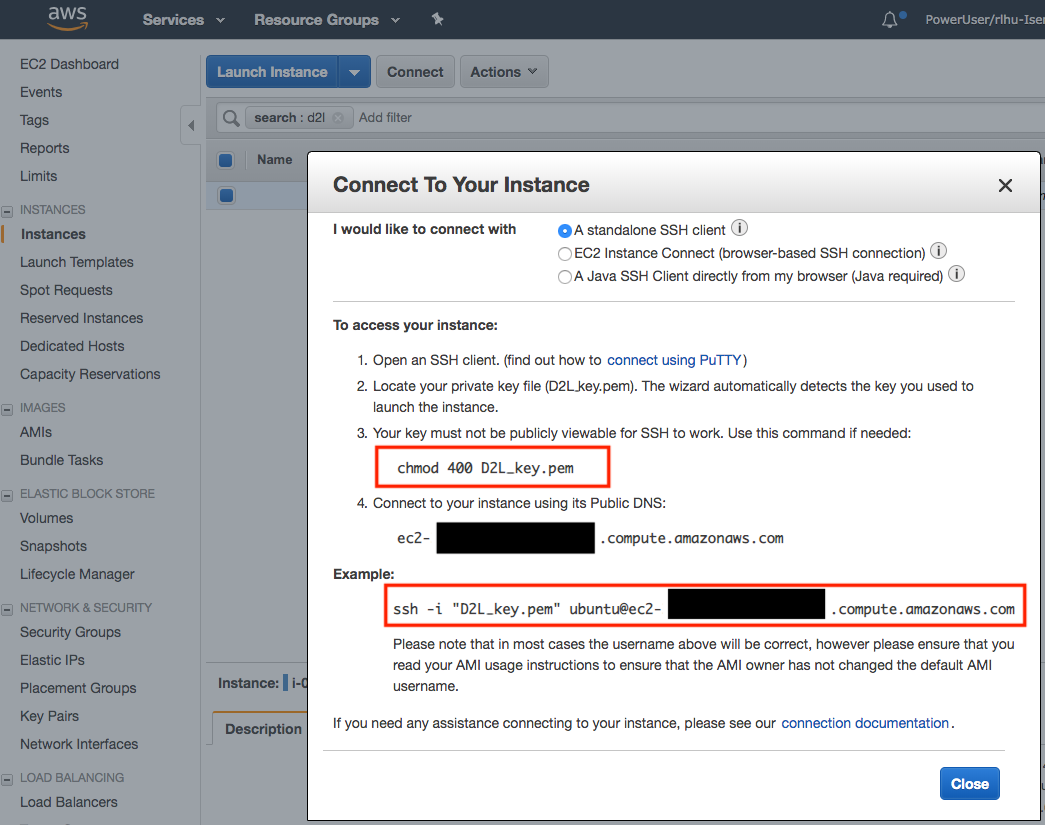 aws
Services
Resource Groups
PowerUser/rlhu-Iser
EC2 Dashboard
Events
Tags
Reports
Limits
INSTANCES
Instances
Launch Templates
Spot Requests
Reserved Instances
Dedicated Hosts
Capacity Reservations
IMAGES
AMIs
Bundle Tasks
ELASTIC BLOCK STORE
Volumes
Snapshots
Lifecycle Manager
NETWORK & SECURITY
Security Groups
Elastic IPs
Placement Groups
Key Pairs
Network Interfaces
LOAD BALANCING
Load Balancers
Launch Instance
Connect
Actions
search : d2l
Add filter
Name
Instance: i-0
Description
Connect To Your Instance
I would like to connect with
A standalone SSH client
EC2 Instance Connect (browser-based SSH connection)
A Java SSH Client directly from my browser (Java required)
To access your instance:
1. Open an SSH client. (find out how to connect using PuTTY)
2. Locate your private key file (D2L_key.pem). The wizard automatically detects the key you used to
launch the instance.
3. Your key must not be publicly viewable for SSH to work. Use this command if needed:
chmod 400 D2L_key.pem
4. Connect to your instance using its Public DNS:
ec2- .compute.amazonaws.com
Example:
ssh -i "D2L_key.pem" ubuntu@ec2- .compute.amazonaws.com
Please note that in most cases the username above will be correct, however please ensure that you
read your AMI usage instructions to ensure that the AMI owner has not changed the default AMI
username.
If you need any assistance connecting to your instance, please see our connection documentation.
Close